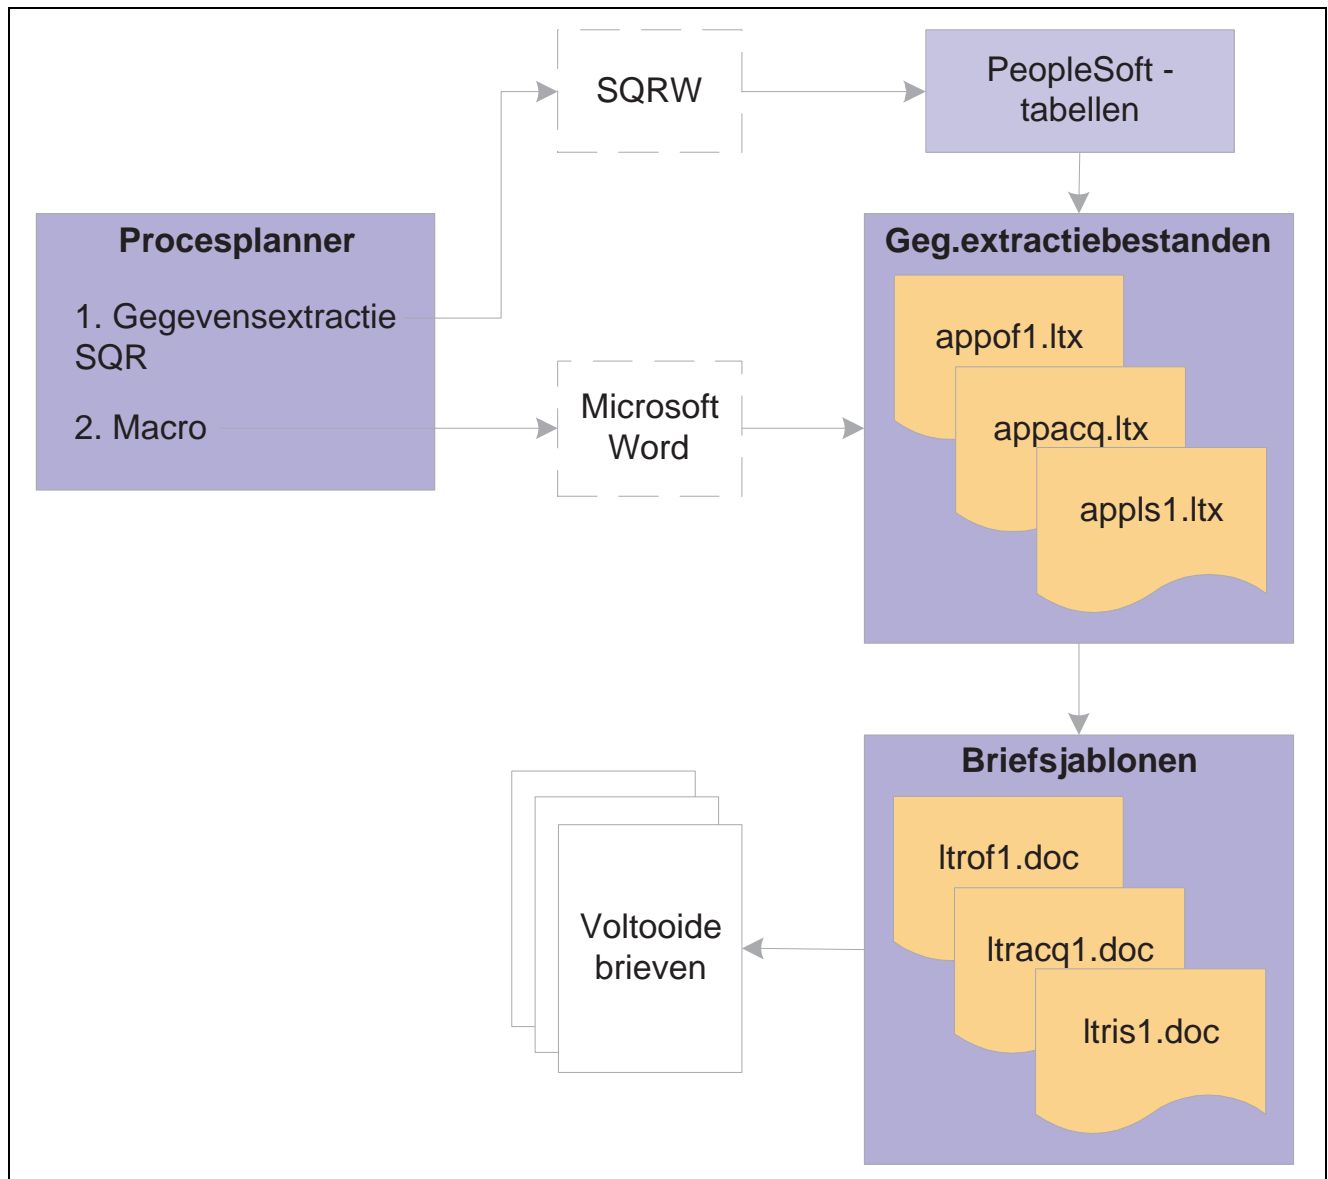 SQRW
PeopleSoft -
tabellen
Procesplanner
1. Gegevensextractie
SQR
2. Macro
Microsoft
Word
Geg.extractiebestanden
appof1.ltx
appacq.ltx
appls1.ltx
Briefsjablonen
ltrof1.doc
ltracq1.doc
ltris1.doc
Voltooide
brieven